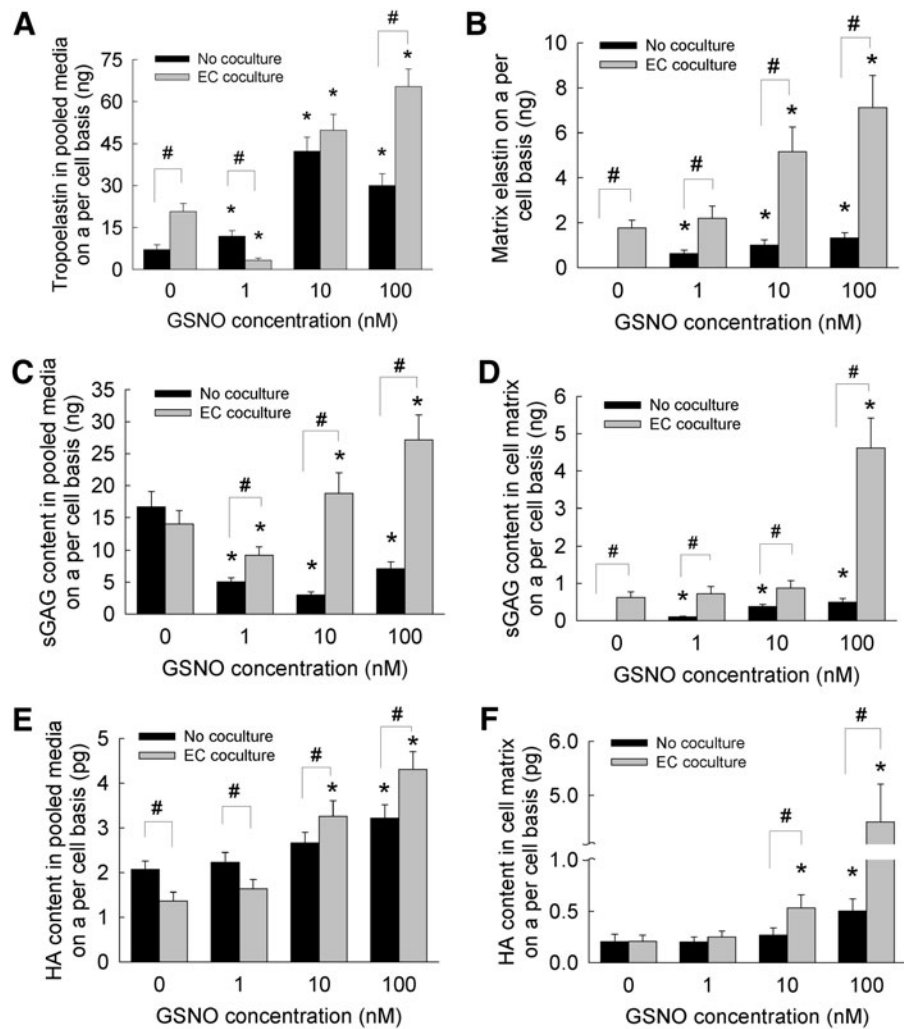 A
Tropoelastin in pooled media
on a per cell basis (ng)
75
60
45
30
15
0
No coculture
EC coculture
#
#
*
*
*
*
#
*
*
0 1 10 100
GSNO concentration (nM)
B
Matrix elastin on a per
cell basis (ng)
10
8
6
4
2
0
No coculture
EC coculture
#
#
*
#
*
*
#
*
*
0 1 10 100
GSNO concentration (nM)
C
sGAG content in pooled media
on a per cell basis (ng)
35
30
25
20
15
10
5
0
No coculture
EC coculture
#
*
*
#
*
*
#
*
*
0 1 10 100
GSNO concentration (nM)
D
sGAG content in cell matrix
on a per cell basis (ng)
6
5
4
3
2
1
0
No coculture
EC coculture
#
#
*
#
*
#
*
*
0 1 10 100
GSNO concentration (nM)
E
HA content in pooled media
on a per cell basis (pg)
5
4
3
2
1
0
No coculture
EC coculture
#
#
#
*
#
*
*
0 1 10 100
GSNO concentration (nM)
F
HA content in cell matrix
on a per cell basis (pg)
6.0
5.0
1.0
0.5
0.0
No coculture
EC coculture
#
*
#
*
*
0 1 10 100
GSNO concentration (nM)